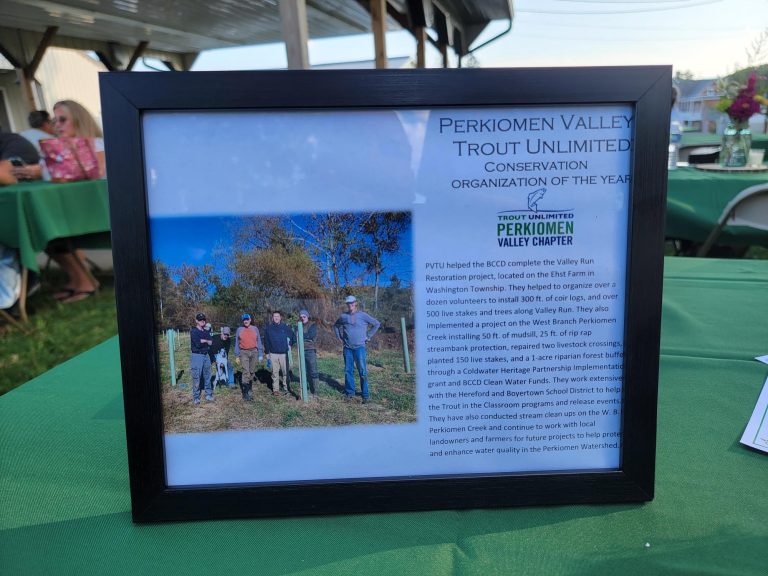 PERKIOMEN VALLEY
TROUT UNLIMITED
CONSERVATION
ORGANIZATION OF THE YEAR
TROUT UNLIMITED
PERKIOMEN
VALLEY CHAPTER
PVTU helped the BCCD complete the Valley Run
Restoration project, located on the Ehst Farm in
Washington Township. They helped to organize over a
dozen volunteers to install 300 ft. of coir logs, and over
500 live stakes and trees along Valley Run. They also
implemented a project on the West Branch Perkiomen
Creek installing 50 ft. of mudsill, 25 ft. of rip rap
streambank protection, repaired two livestock crossings,
planted 150 live stakes, and a 1-acre riparian forest buffe
through a Coldwater Heritage Partnership Implementatio
grant and BCCD Clean Water Funds. They work extensive
with the Hereford and Boyertown School District to help
the Trout in the Classroom programs and release events.
They have also conducted stream clean ups on the W. B.
Perkiomen Creek and continue to work with local
landowners and farmers for future projects to help prote
and enhance water quality in the Perkiomen Watershed.